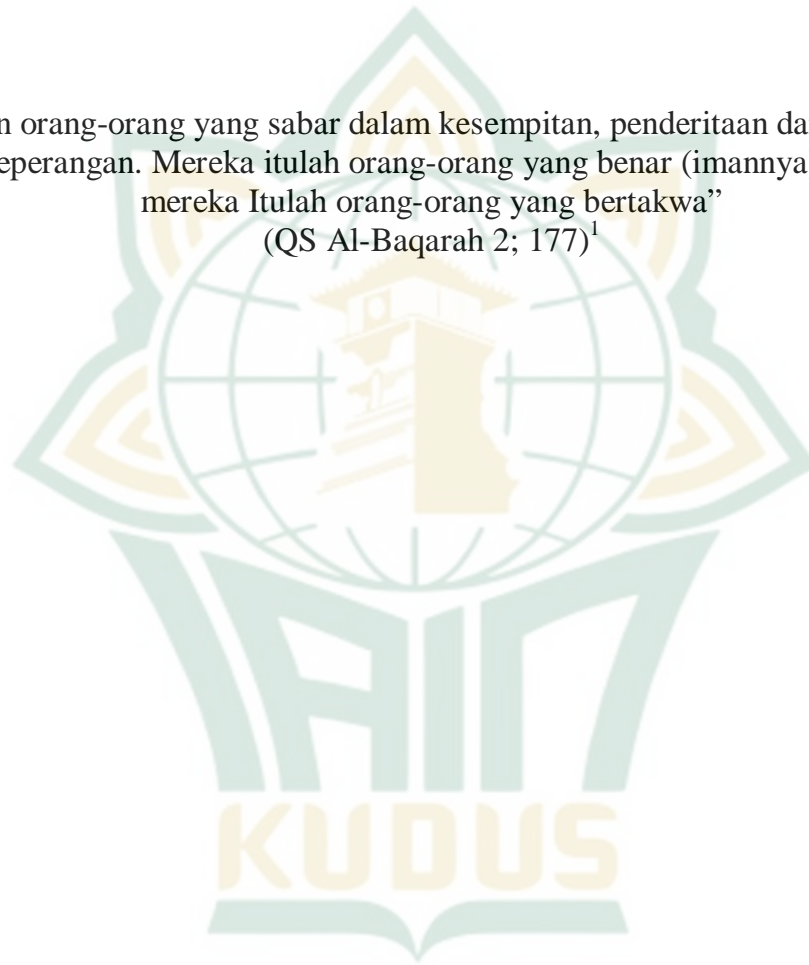 n orang-orang yang sabar dalam kesempitan, penderitaan da
eperangan. Mereka itulah orang-orang yang benar (imannya
mereka Itulah orang-orang yang bertakwa”
(QS Al-Baqarah 2; 177)1
IAIN
KUDUS